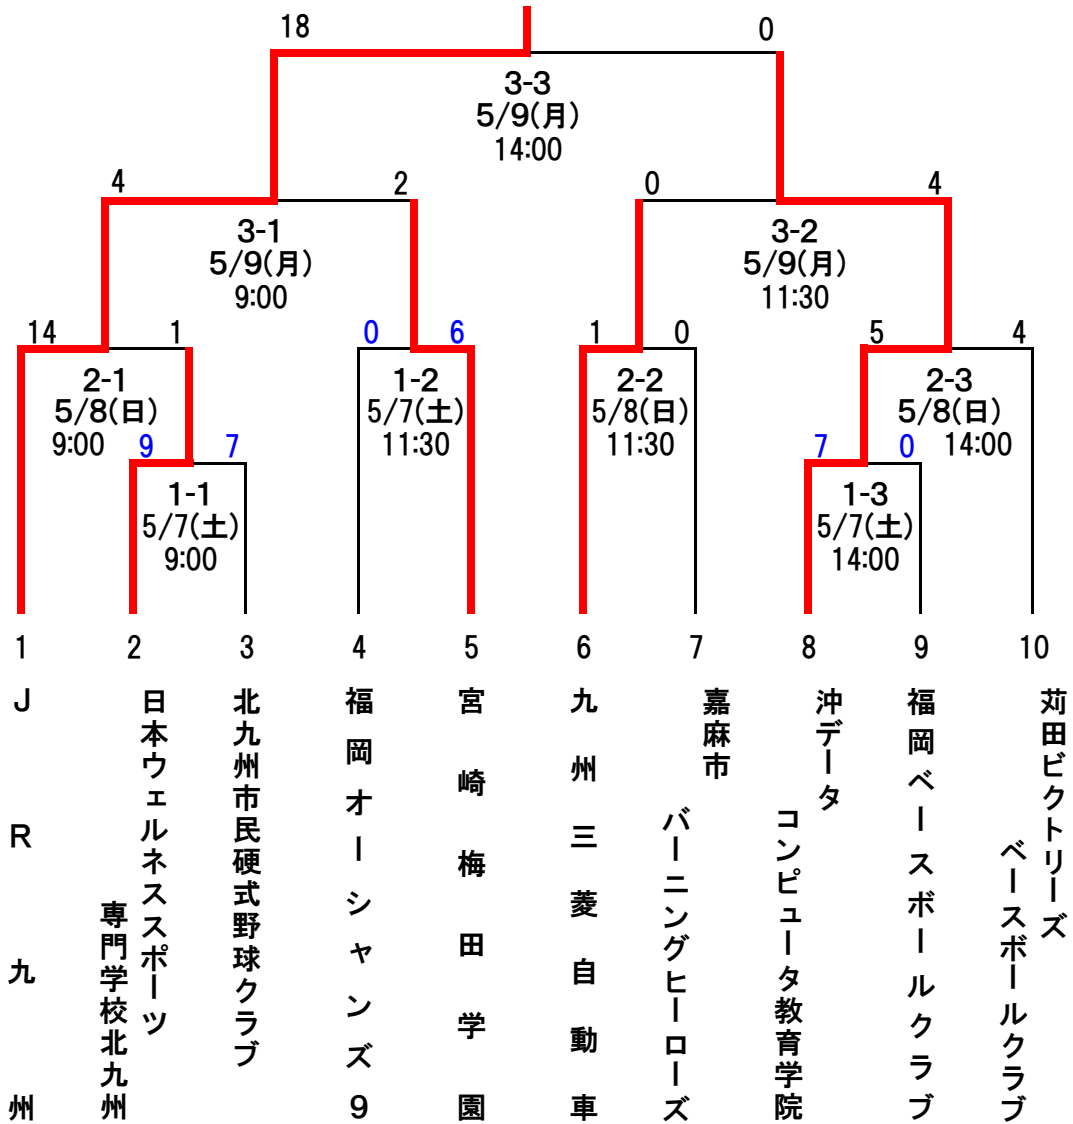 18 0
3-3
5/9(月)
14:00
4 2 0 4
3-1
5/9(月)
9:00
3-2
5/9(月)
11:30
14 1 0 6 1 0 5 4
2-1
5/8(日)
9:00
1-2
5/7(土)
11:30
2-2
5/8(日)
11:30
2-3
5/8(日)
14:00
9 7 7 0
1-1
5/7(土)
9:00
1-3
5/7(土)
14:00
1 2 3 4 5 6 7 8 9 10
JR九州
日本ウェルネススポーツ
専門学校北九州
北九州市民硬式野球クラブ
福岡オーシャンズ9
宮崎梅田学園
九州三菱自動車
嘉麻市
バーニングヒーローズ
沖データ
コンピュータ教育学院
福岡ベースボールクラブ
苅田ビクトリーズ
ベースボールクラブ